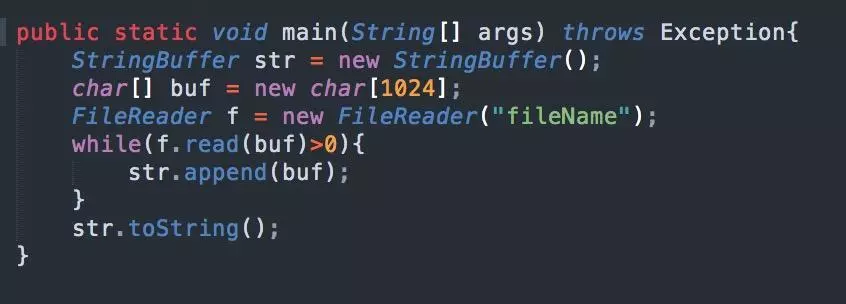 public static void main(String[] args) throws Exception{
    StringBuffer str = new StringBuffer();
    char[] buf = new char[1024];
    FileReader f = new FileReader("fileName");
    while(f.read(buf)>0){
        str.append(buf);
    }
    str.toString();
}